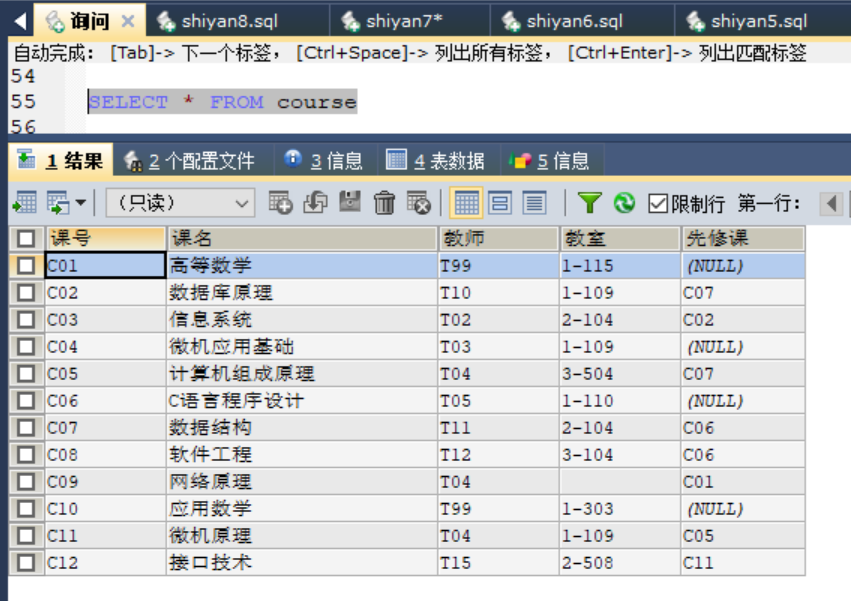 询问 shiyan8.sql shiyan7* shiyan6.sql shiyan5.sql
自动完成： [Tab]-> 下一个标签， [Ctrl+Space]-> 列出所有标签， [Ctrl+Enter]-> 列出匹配标签
54
55 SELECT * FROM course
56
1 结果 2 个配置文件 3 信息 4 表数据 5 信息
（只读） 限制行 第一行：
课号 课名 教师 教室 先修课
C01 高等数学 T99 1-115 (NULL)
C02 数据库原理 T10 1-109 C07
C03 信息系统 T02 2-104 C02
C04 微机应用基础 T03 1-109 (NULL)
C05 计算机组成原理 T04 3-504 C07
C06 C语言程序设计 T05 1-110 (NULL)
C07 数据结构 T11 2-104 C06
C08 软件工程 T12 3-104 C06
C09 网络原理 T04 C01
C10 应用数学 T99 1-303 (NULL)
C11 微机原理 T04 1-109 C05
C12 接口技术 T15 2-508 C11